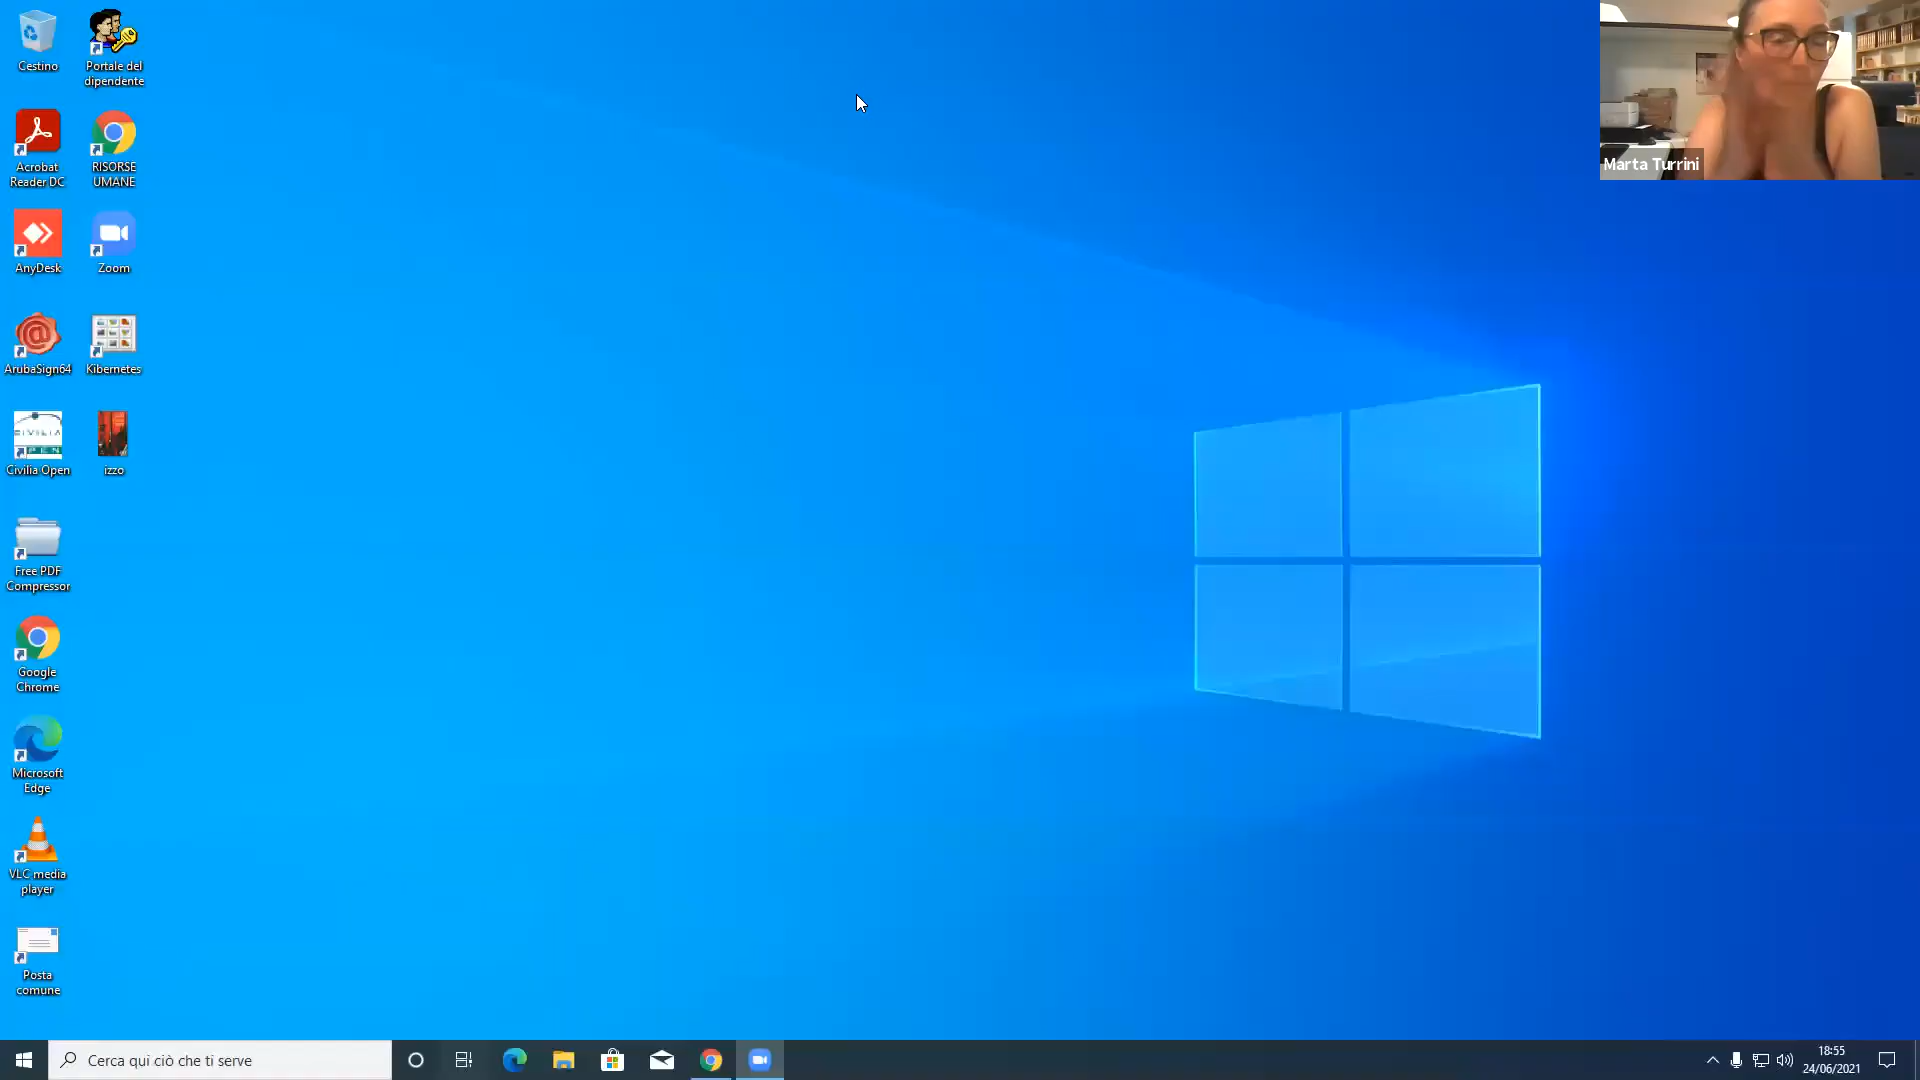 Cestino
Portale del
dipendente
Acrobat
Reader DC
RISORSE
UMANE
AnyDesk
Zoom
ArubaSign64
Kibernetes
CIVILIA
OPEN
Civilia Open
izzo
Free PDF
Compressor
Google
Chrome
Microsoft
Edge
VLC media
player
Posta
comune
Marta Turrini
Cerca qui ciò che ti serve
18:55
24/06/2021